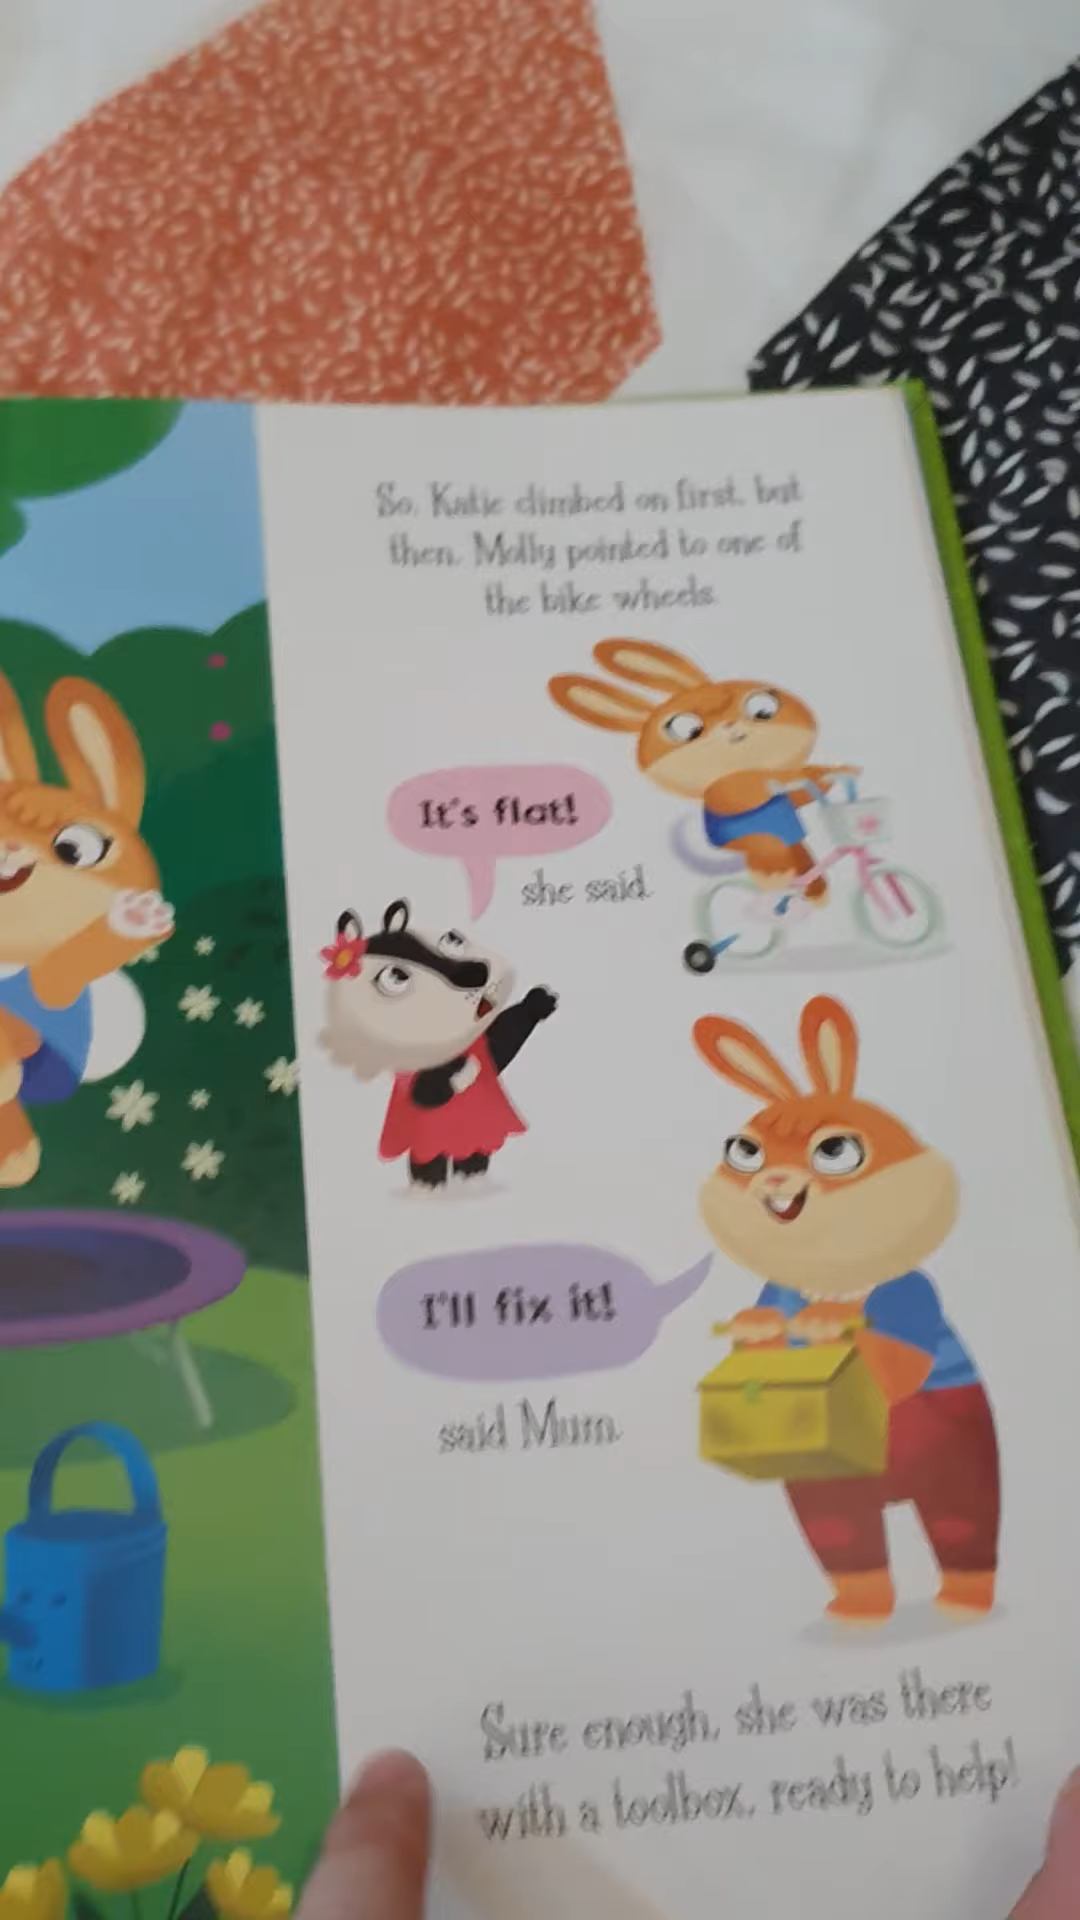 So, Katie climbed on first, but
then, Molly pointed to one of
the bike wheels.
It's flat!
she said.
I'll fix it!
said Mum.
Sure enough, she was there
with a toolbox, ready to help!